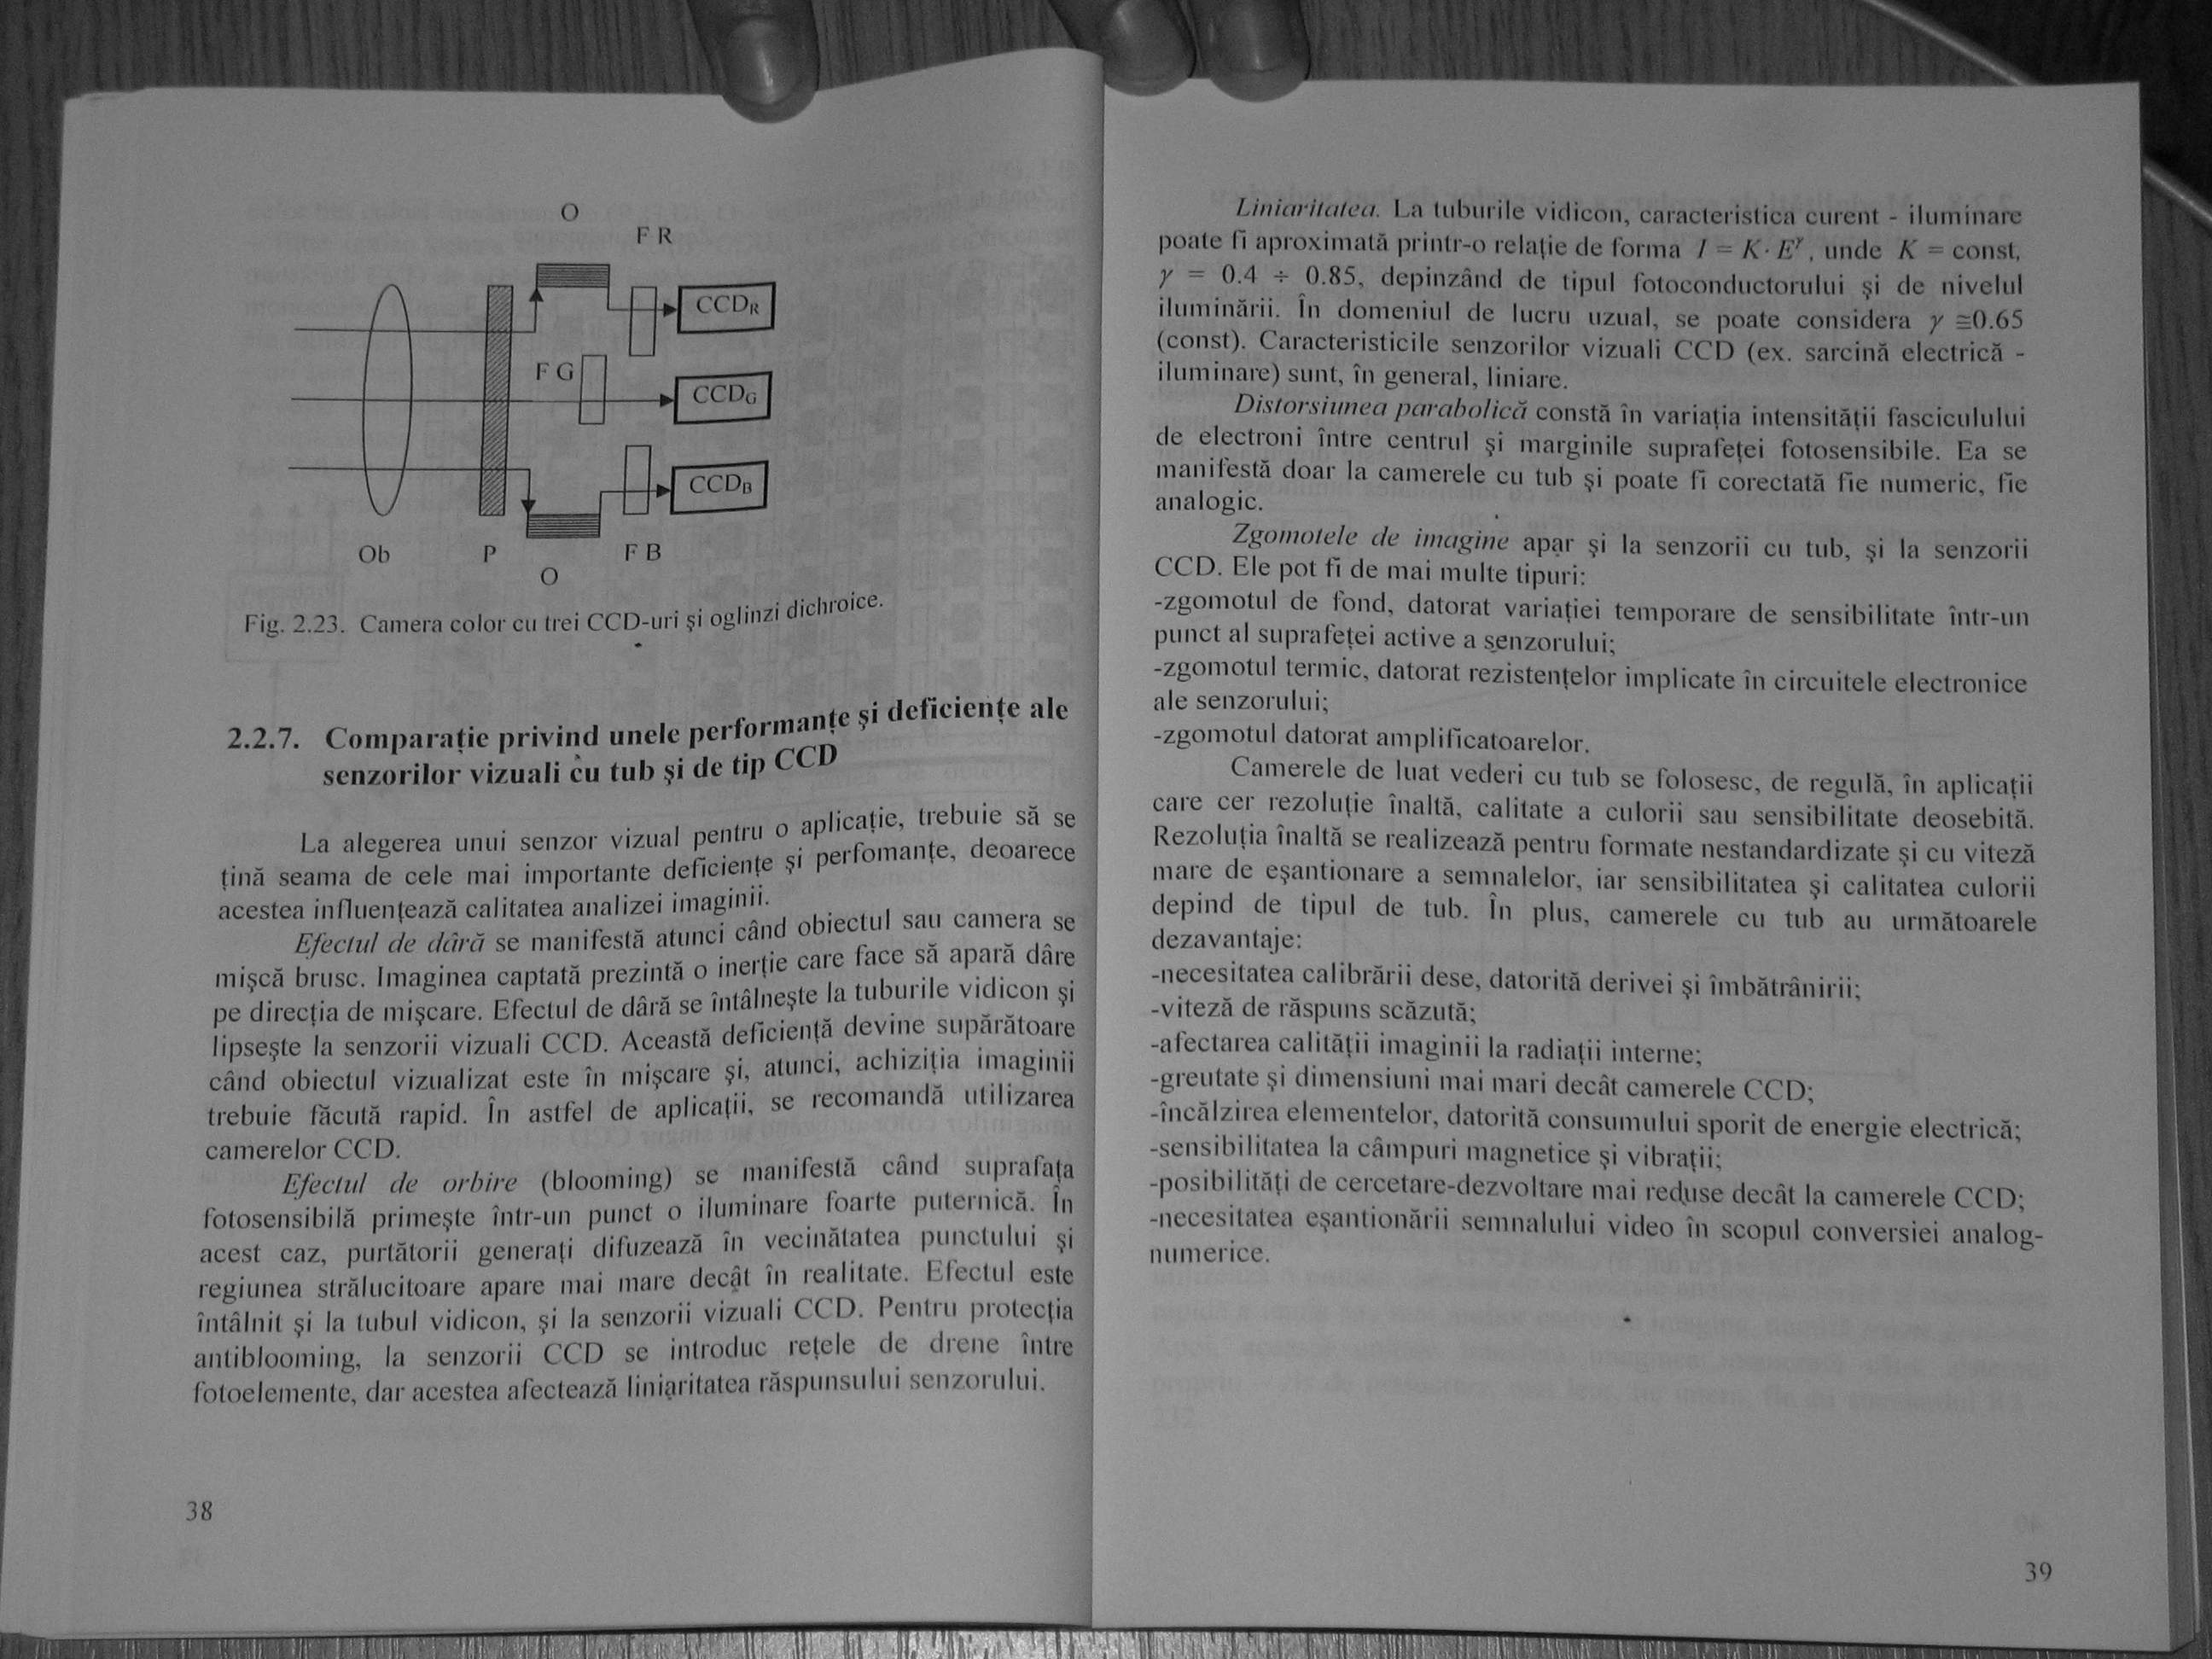 O
F R
CCDR
F G
CCDG
CCDB
Ob
P
F B
O
Fig. 2.23. Camera color cu trei CCD-uri şi oglinzi dichroice.
2.2.7. Comparaţie privind unele performanţe şi deficienţe ale
senzorilor vizuali cu tub şi de tip CCD
La alegerea unui senzor vizual pentru o aplicaţie, trebuie să se
ţină seama de cele mai importante deficienţe şi perfomanţe, deoarece
acestea influenţează calitatea analizei imaginii.
Efectul de dâră se manifestă atunci când obiectul sau camera se
mişcă brusc. Imaginea captată prezintă o inerţie care face să apară dâre
pe direcţia de mişcare. Efectul de dâră se întâlneşte la tuburile vidicon şi
lipseşte la senzorii vizuali CCD. Această deficienţă devine supărătoare
când obiectul vizualizat este în mişcare şi, atunci, achiziţia imaginii
trebuie făcută rapid. În astfel de aplicaţii, se recomandă utilizarea
camerelor CCD.
Efectul de orbire (blooming) se manifestă când suprafaţa
fotosensibilă primeşte într-un punct o iluminare foarte puternică. În
acest caz, purtătorii generaţi difuzează în vecinătatea punctului şi
regiunea strălucitoare apare mai mare decât în realitate. Efectul este
întâlnit şi la tubul vidicon, şi la senzorii vizuali CCD. Pentru protecţia
antiblooming, la senzorii CCD se introduc reţele de drene între
fotoelemente, dar acestea afectează liniaritatea răspunsului senzorului.
38
Liniaritatea. La tuburile vidicon, caracteristica curent - iluminare
poate fi aproximată printr-o relaţie de forma I = K · E^γ , unde K = const,
γ = 0.4 ÷ 0.85, depinzând de tipul fotoconductorului şi de nivelul
iluminării. În domeniul de lucru uzual, se poate considera γ ≅0.65
(const). Caracteristicile senzorilor vizuali CCD (ex. sarcină electrică -
iluminare) sunt, în general, liniare.
Distorsiunea parabolică constă în variaţia intensităţii fasciculului
de electroni între centrul şi marginile suprafeţei fotosensibile. Ea se
manifestă doar la camerele cu tub şi poate fi corectată fie numeric, fie
analogic.
Zgomotele de imagine apar şi la senzorii cu tub, şi la senzorii
CCD. Ele pot fi de mai multe tipuri:
-zgomotul de fond, datorat variaţiei temporare de sensibilitate într-un
punct al suprafeţei active a senzorului;
-zgomotul termic, datorat rezistenţelor implicate în circuitele electronice
ale senzorului;
-zgomotul datorat amplificatoarelor.
Camerele de luat vederi cu tub se folosesc, de regulă, în aplicaţii
care cer rezoluţie înaltă, calitate a culorii sau sensibilitate deosebită.
Rezoluţia înaltă se realizează pentru formate nestandardizate şi cu viteză
mare de eşantionare a semnalelor, iar sensibilitatea şi calitatea culorii
depind de tipul de tub. În plus, camerele cu tub au următoarele
dezavantaje:
-necesitatea calibrării dese, datorită derivei şi îmbătrânirii;
-viteză de răspuns scăzută;
-afectarea calităţii imaginii la radiaţii interne;
-greutate şi dimensiuni mai mari decât camerele CCD;
-încălzirea elementelor, datorită consumului sporit de energie electrică;
-sensibilitatea la câmpuri magnetice şi vibraţii;
-posibilităţi de cercetare-dezvoltare mai reduse decât la camerele CCD;
-necesitatea eşantionării semnalului video în scopul conversiei analog-
numerice.
39